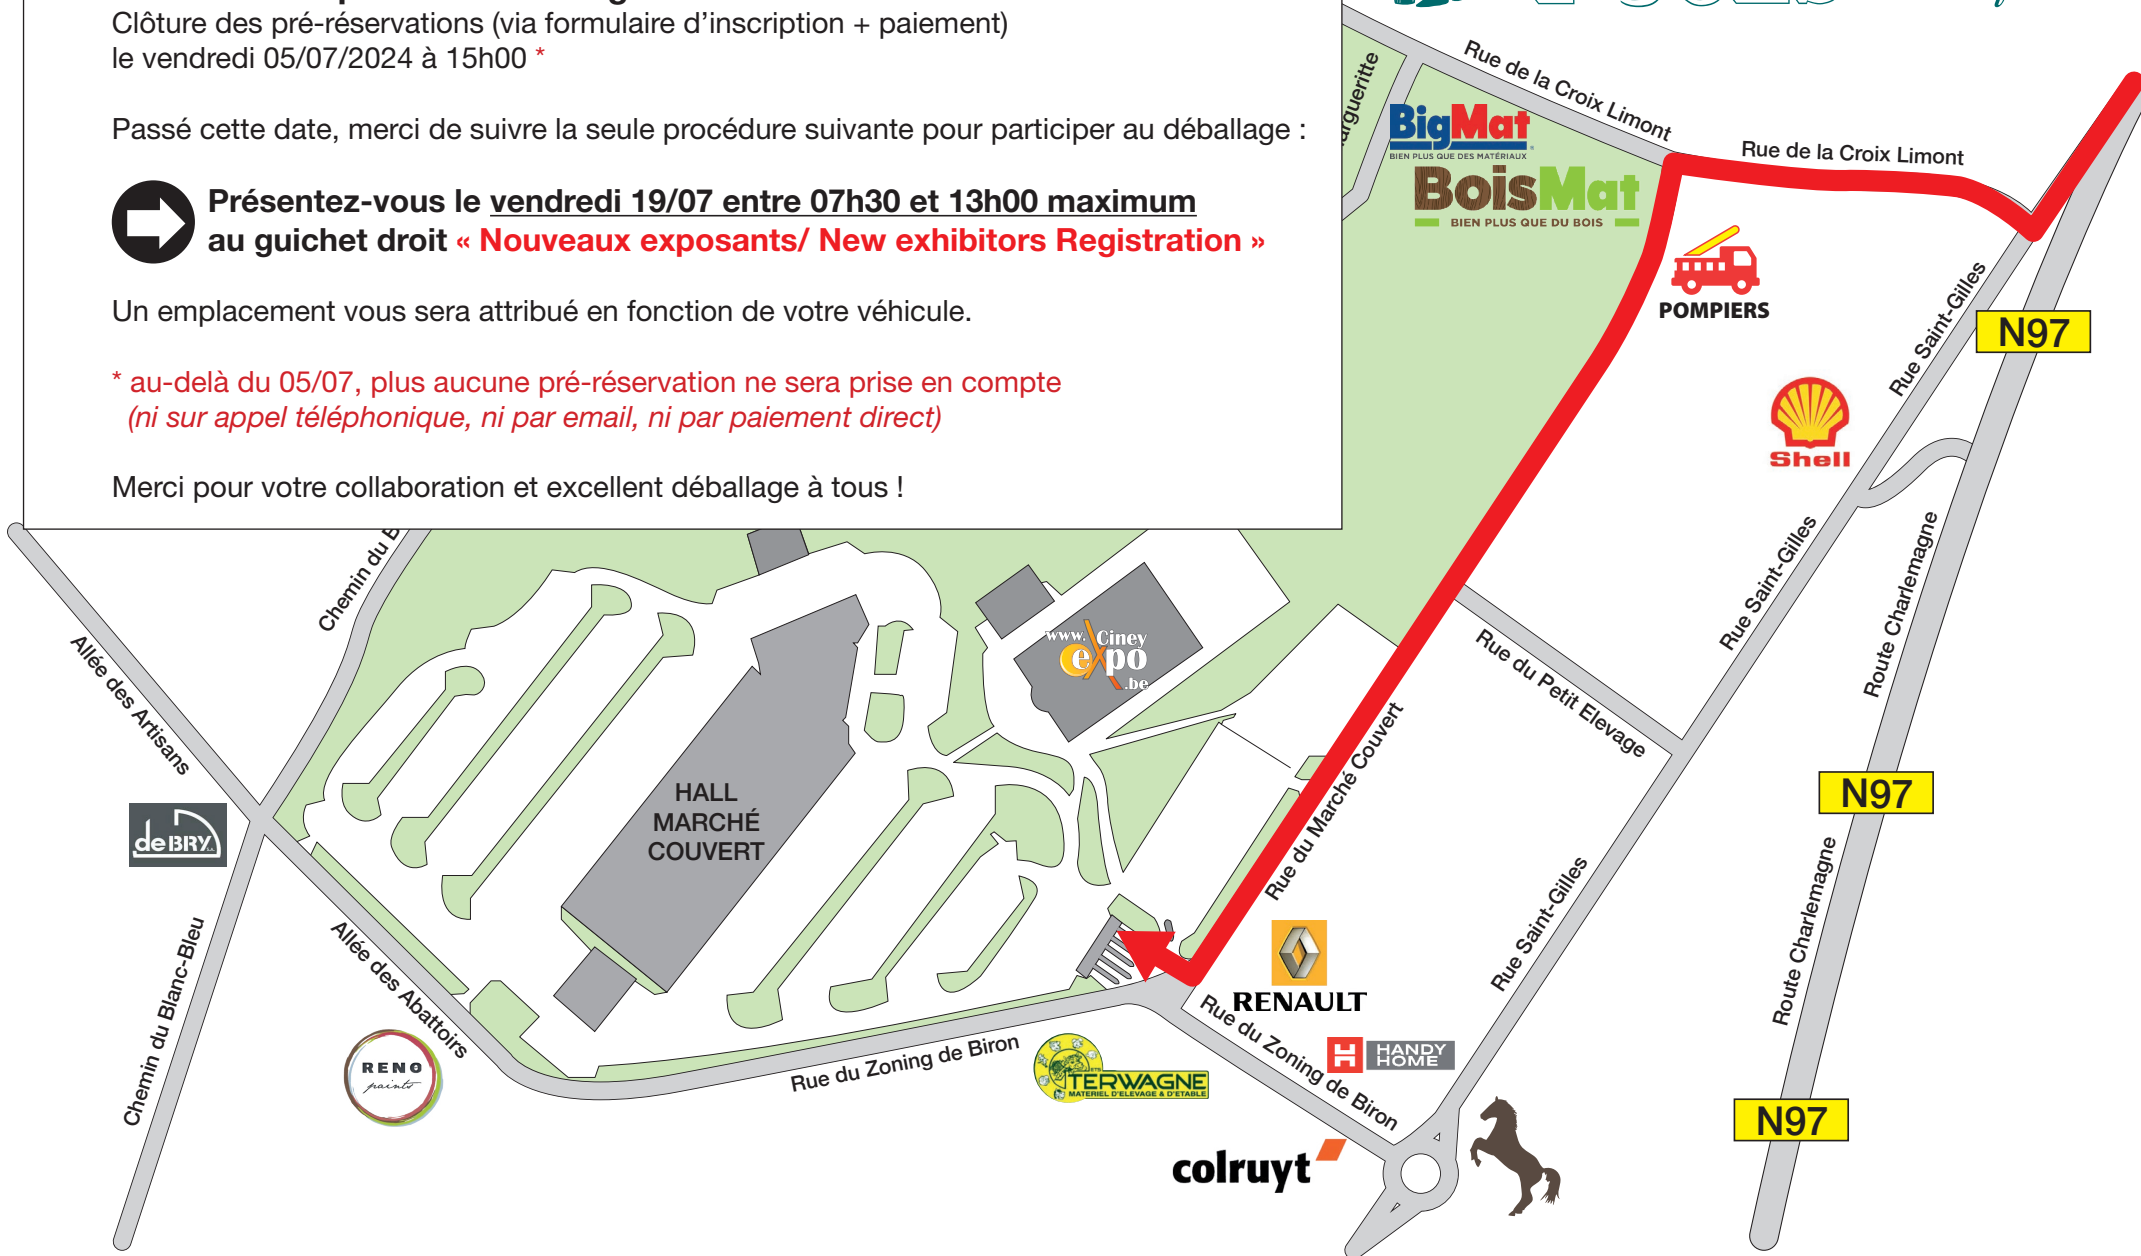 Clôture des pré-réservations (via formulaire d'inscription + paiement)
le vendredi 05/07/2024 à 15h00 *
Passé cette date, merci de suivre la seule procédure suivante pour participer au déballage :
Présentez-vous le vendredi 19/07 entre 07h30 et 13h00 maximum
au guichet droit « Nouveaux exposants/ New exhibitors Registration »
Un emplacement vous sera attribué en fonction de votre véhicule.
* au-delà du 05/07, plus aucune pré-réservation ne sera prise en compte
(ni sur appel téléphonique, ni par email, ni par paiement direct)
Merci pour votre collaboration et excellent déballage à tous !
Rue de la Croix Limont
Rue de la Croix Limont
BigMat
BIEN PLUS QUE DES MATÉRIAUX
BoisMat
BIEN PLUS QUE DU BOIS
POMPIERS
Rue Saint-Gilles
N97
Shell
Rue Saint-Gilles
Route Charlemagne
Chemin du
Allée des Artisans
www.Ciney
expo
.be
Rue du Petit Elevage
Rue du Marché Couvert
HALL
MARCHÉ
COUVERT
N97
deBRY
Rue Saint-Gilles
Route Charlemagne
Chemin du Blanc-Bleu
Allée des Abattoirs
RENAULT
Rue du Zoning de Biron
Rue du Zoning de Biron
HANDY
HOME
RENO
paints
ETS
TERWAGNE
MATERIEL D'ELEVAGE & D'ETABLE
N97
colruyt